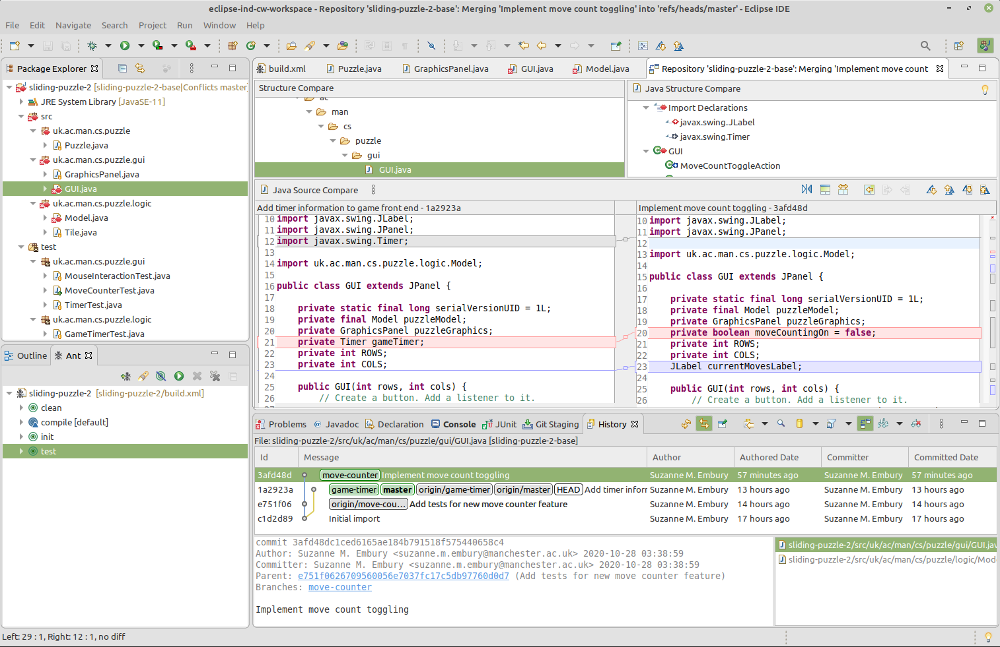 eclipse-ind-cw-workspace - Repository 'sliding-puzzle-2-base': Merging 'Implement move count toggling' into 'refs/heads/master' - Eclipse IDE
File Edit Navigate Search Project Run Window Help
Package Explorer
sliding-puzzle-2 [sliding-puzzle-2-base|Conflicts master]
JRE System Library [JavaSE-11]
src
uk.ac.man.cs.puzzle
Puzzle.java
uk.ac.man.cs.puzzle.gui
GraphicsPanel.java
GUI.java
uk.ac.man.cs.puzzle.logic
Model.java
Tile.java
test
uk.ac.man.cs.puzzle.gui
MouseInteractionTest.java
MoveCounterTest.java
TimerTest.java
uk.ac.man.cs.puzzle.logic
GameTimerTest.java
Outline Ant
sliding-puzzle-2 [sliding-puzzle-2/build.xml]
clean
compile [default]
init
test
build.xml Puzzle.java GraphicsPanel.java GUI.java Model.java Repository 'sliding-puzzle-2-base': Merging 'Implement move count
Structure Compare
ac
man
cs
puzzle
gui
GUI.java
Java Structure Compare
Import Declarations
javax.swing.JLabel
javax.swing.Timer
GUI
MoveCountToggleAction
Java Source Compare
Add timer information to game front end - 1a2923a
10 import javax.swing.JLabel;
11 import javax.swing.JPanel;
12 import javax.swing.Timer;
13
14 import uk.ac.man.cs.puzzle.logic.Model;
15
16 public class GUI extends JPanel {
17
18 private static final long serialVersionUID = 1L;
19 private final Model puzzleModel;
20 private GraphicsPanel puzzleGraphics;
21 private Timer gameTimer;
22 private int ROWS;
23 private int COLS;
24
25 public GUI(int rows, int cols) {
26 // Create a button. Add a listener to it.
Implement move count toggling - 3afd48d
10 import javax.swing.JLabel;
11 import javax.swing.JPanel;
12
13 import uk.ac.man.cs.puzzle.logic.Model;
14
15 public class GUI extends JPanel {
16
17 private static final long serialVersionUID = 1L;
18 private final Model puzzleModel;
19 private GraphicsPanel puzzleGraphics;
20 private boolean moveCountingOn = false;
21 private int ROWS;
22 private int COLS;
23 JLabel currentMovesLabel;
24
25 public GUI(int rows, int cols) {
26 // Create a button. Add a listener to it.
Problems Javadoc Declaration Console JUnit Git Staging History
File: sliding-puzzle-2/src/uk/ac/man/cs/puzzle/gui/GUI.java [sliding-puzzle-2-base]
Id Message Author Authored Date Committer Committed Date
3afd48d move-counter Implement move count toggling Suzanne M. Embury 57 minutes ago Suzanne M. Embury 57 minutes ago
1a2923a game-timer master origin/game-timer origin/master HEAD Add timer inforr Suzanne M. Embury 13 hours ago Suzanne M. Embury 13 hours ago
e751f06 origin/move-cou... Add tests for new move counter feature Suzanne M. Embury 14 hours ago Suzanne M. Embury 14 hours ago
c1d2d89 Initial import Suzanne M. Embury 17 hours ago Suzanne M. Embury 17 hours ago
commit 3afd48dc1ced6165ae184b791518f575440658c4
Author: Suzanne M. Embury <suzanne.m.embury@manchester.ac.uk> 2020-10-28 03:38:59
Committer: Suzanne M. Embury <suzanne.m.embury@manchester.ac.uk> 2020-10-28 03:38:59
Parent: e751f0626709560056e7037fc17c5db97760d0d7 (Add tests for new move counter feature)
Branches: move-counter
Implement move count toggling
sliding-puzzle-2/src/uk/ac/man/cs/puzzle/gui/GUI.jav
sliding-puzzle-2/src/uk/ac/man/cs/puzzle/logic/Mod
Left: 29 : 1, Right: 12 : 1, no diff